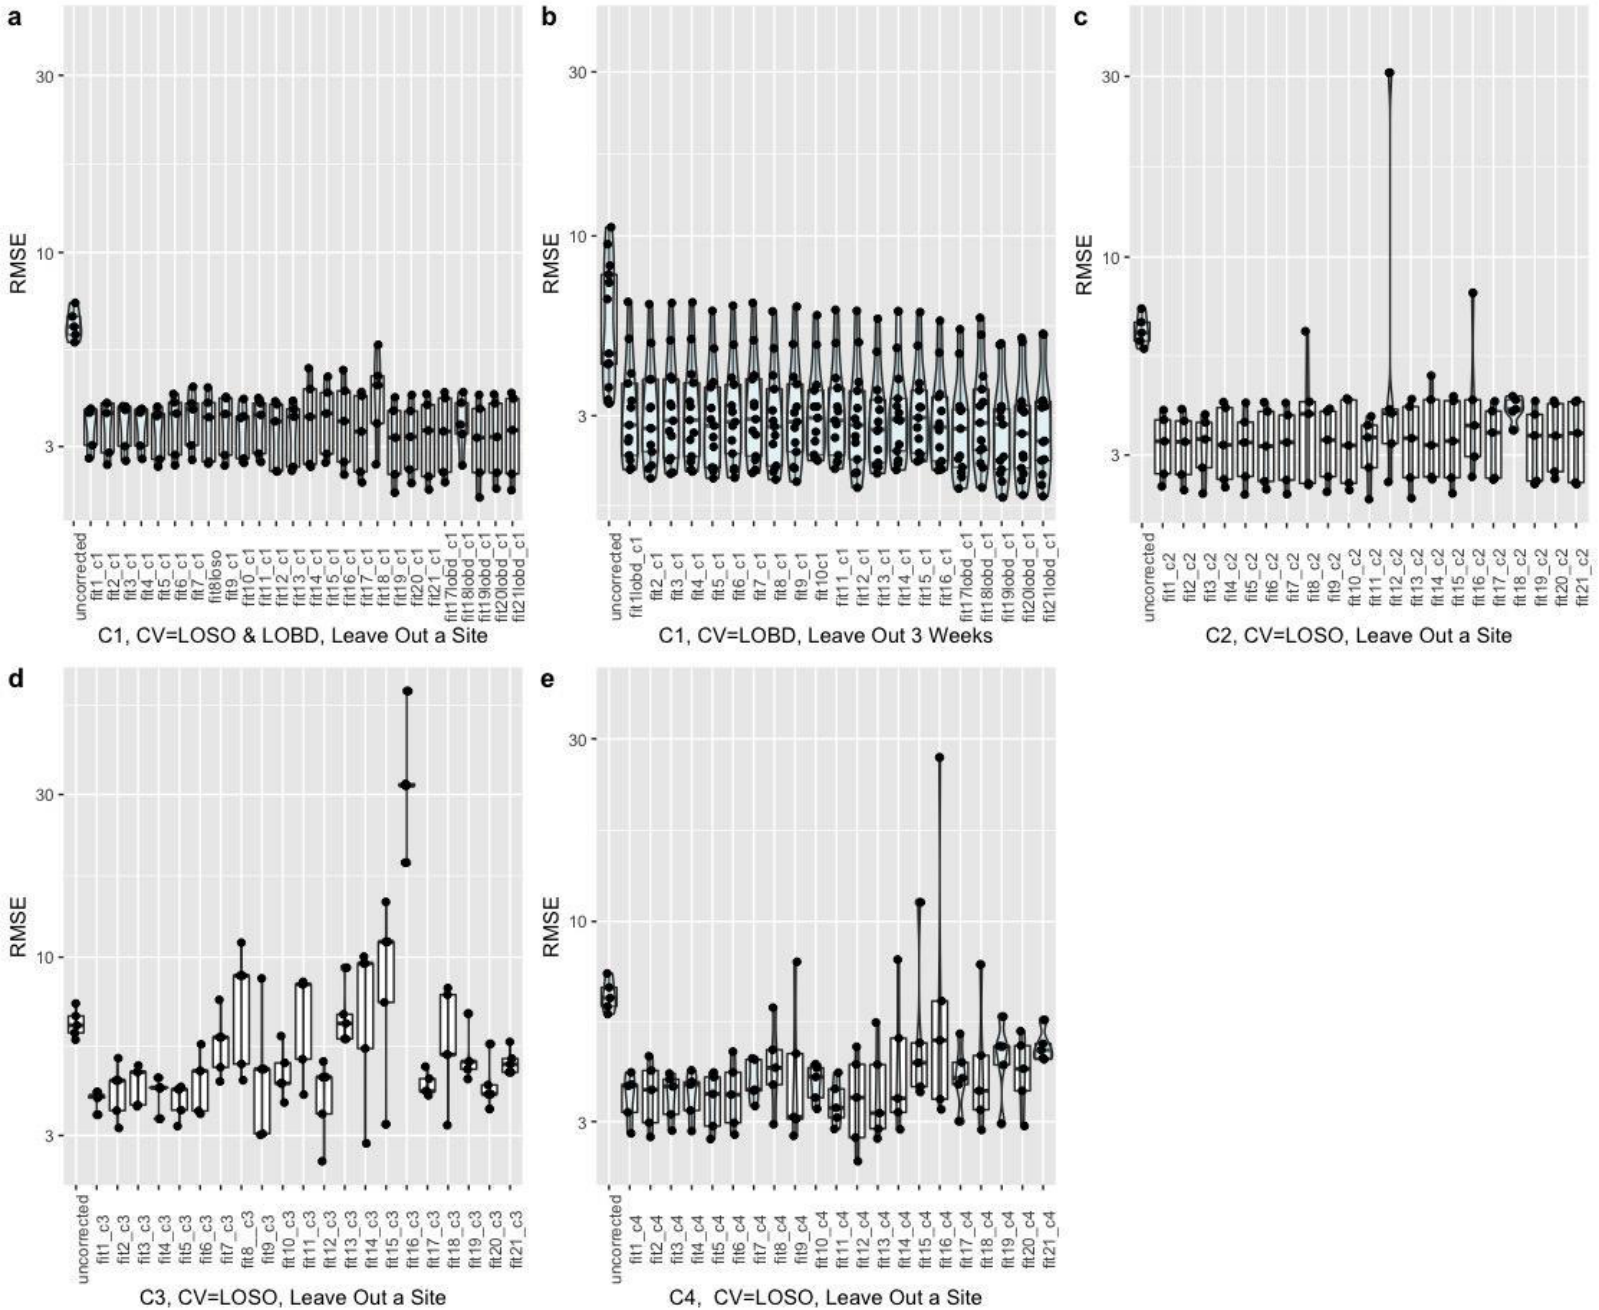 a
30
10
3
RMSE
uncorrected
fit1_c1
fit2_c1
fit3_c1
fit4_c1
fit5_c1
fit6_c1
fit7_c1
fit8loso
fit9_c1
fit10_c1
fit11_c1
fit12_c1
fit13_c1
fit14_c1
fit15_c1
fit16_c1
fit17_c1
fit18_c1
fit19_c1
fit20_c1
fit21_c1
fit17lobd_c1
fit18lobd_c1
fit19lobd_c1
fit20lobd_c1
fit21lobd_c1
C1, CV=LOSO & LOBD, Leave Out a Site
b
30
10
3
RMSE
uncorrected
fit1lobd_c1
fit2_c1
fit3_c1
fit4_c1
fit5_c1
fit6_c1
fit7_c1
fit8_c1
fit9_c1
fit10c1
fit11_c1
fit12_c1
fit13_c1
fit14_c1
fit15_c1
fit16_c1
fit17lobd_c1
fit18lobd_c1
fit19lobd_c1
fit20lobd_c1
fit21lobd_c1
C1, CV=LOBD, Leave Out 3 Weeks
c
30
10
3
RMSE
uncorrected
fit1_c2
fit2_c2
fit3_c2
fit4_c2
fit5_c2
fit6_c2
fit7_c2
fit8_c2
fit9_c2
fit10_c2
fit11_c2
fit12_c2
fit13_c2
fit14_c2
fit15_c2
fit16_c2
fit17_c2
fit18_c2
fit19_c2
fit20_c2
fit21_c2
C2, CV=LOSO, Leave Out a Site
d
30
10
3
RMSE
uncorrected
fit1_c3
fit2_c3
fit3_c3
fit4_c3
fit5_c3
fit6_c3
fit7_c3
fit8_c3
fit9_c3
fit10_c3
fit11_c3
fit12_c3
fit13_c3
fit14_c3
fit15_c3
fit16_c3
fit17_c3
fit18_c3
fit19_c3
fit20_c3
fit21_c3
C3, CV=LOSO, Leave Out a Site
e
30
10
3
RMSE
uncorrected
fit1_c4
fit2_c4
fit3_c4
fit4_c4
fit5_c4
fit6_c4
fit7_c4
fit8_c4
fit9_c4
fit10_c4
fit11_c4
fit12_c4
fit13_c4
fit14_c4
fit15_c4
fit16_c4
fit17_c4
fit18_c4
fit19_c4
fit20_c4
fit21_c4
C4, CV=LOSO, Leave Out a Site